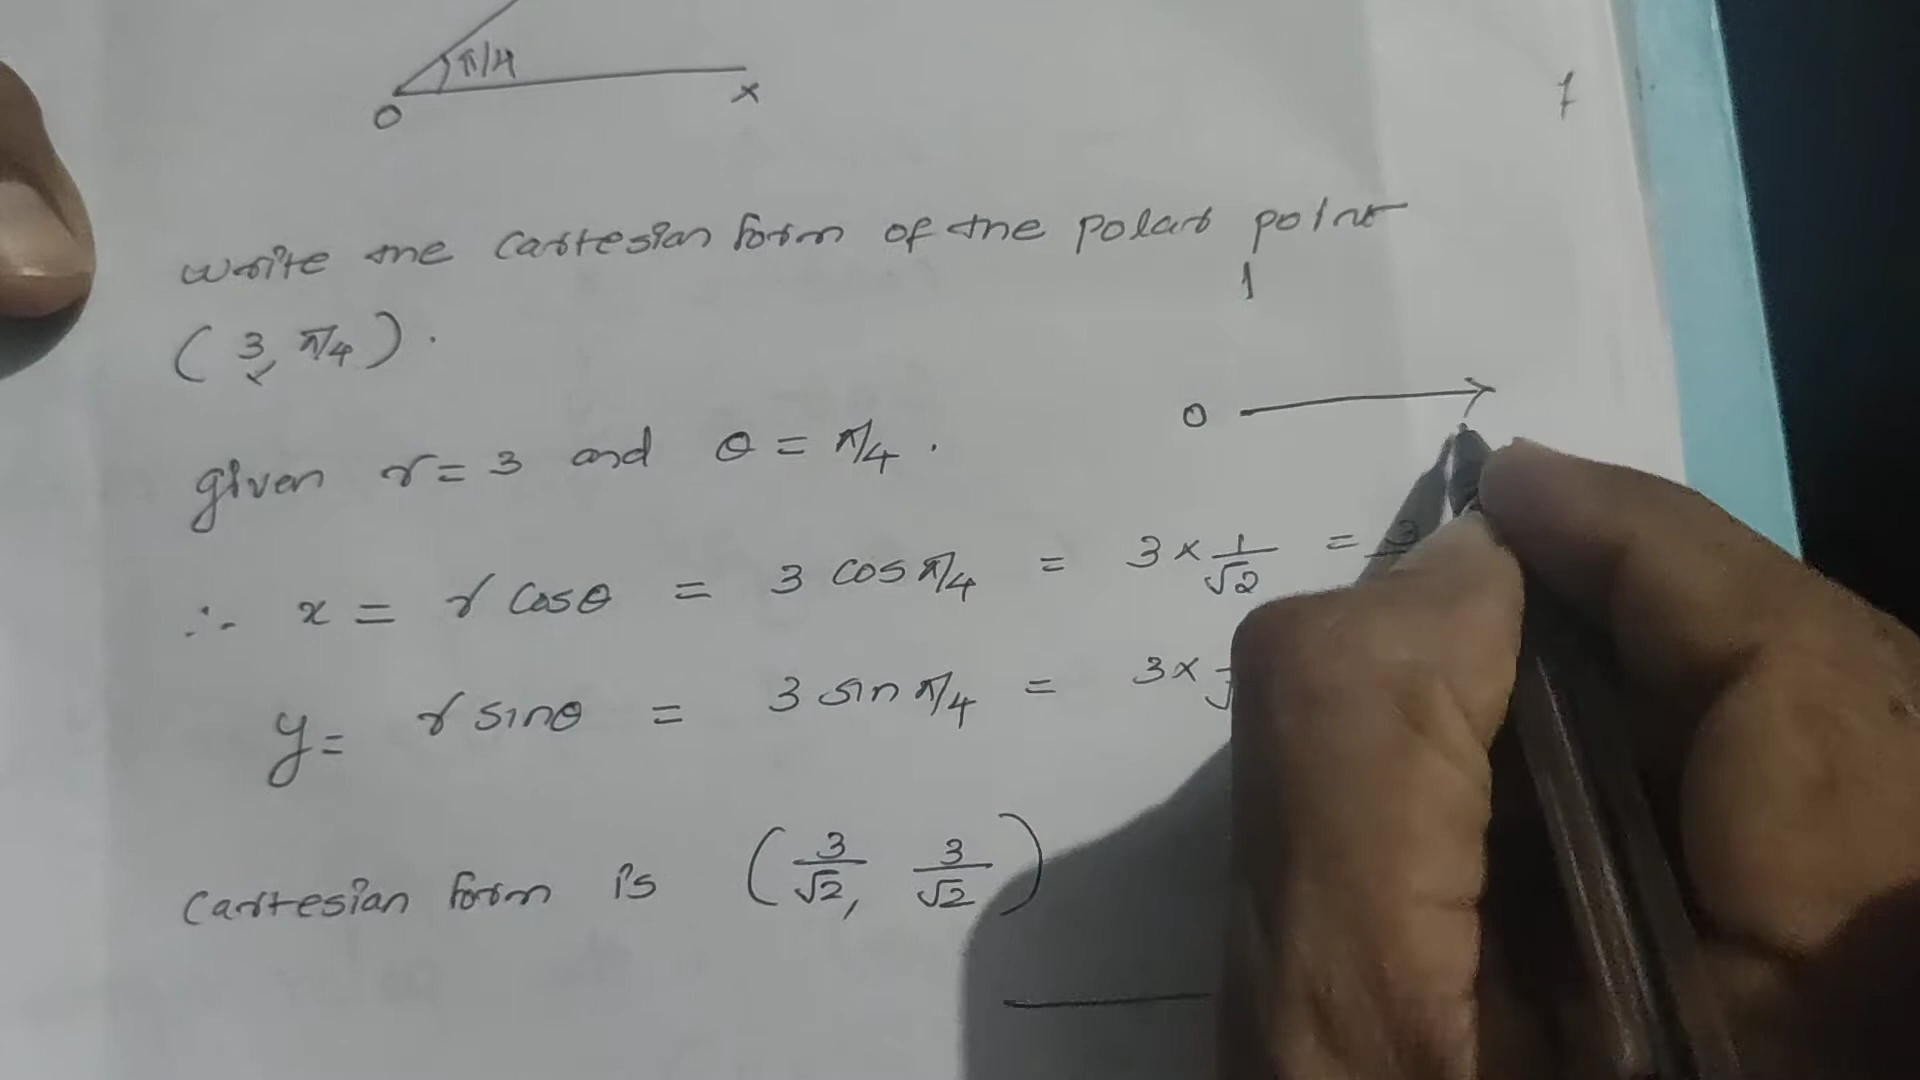 π/4
O x
write the cartesian form of the polar point
(3, π/4).
given r = 3 and θ = π/4.
O
∴ x = r cosθ = 3 cos π/4 = 3 × 1/√2 = 3
y = r sinθ = 3 sin π/4 = 3 ×
cartesian form is (3/√2, 3/√2)